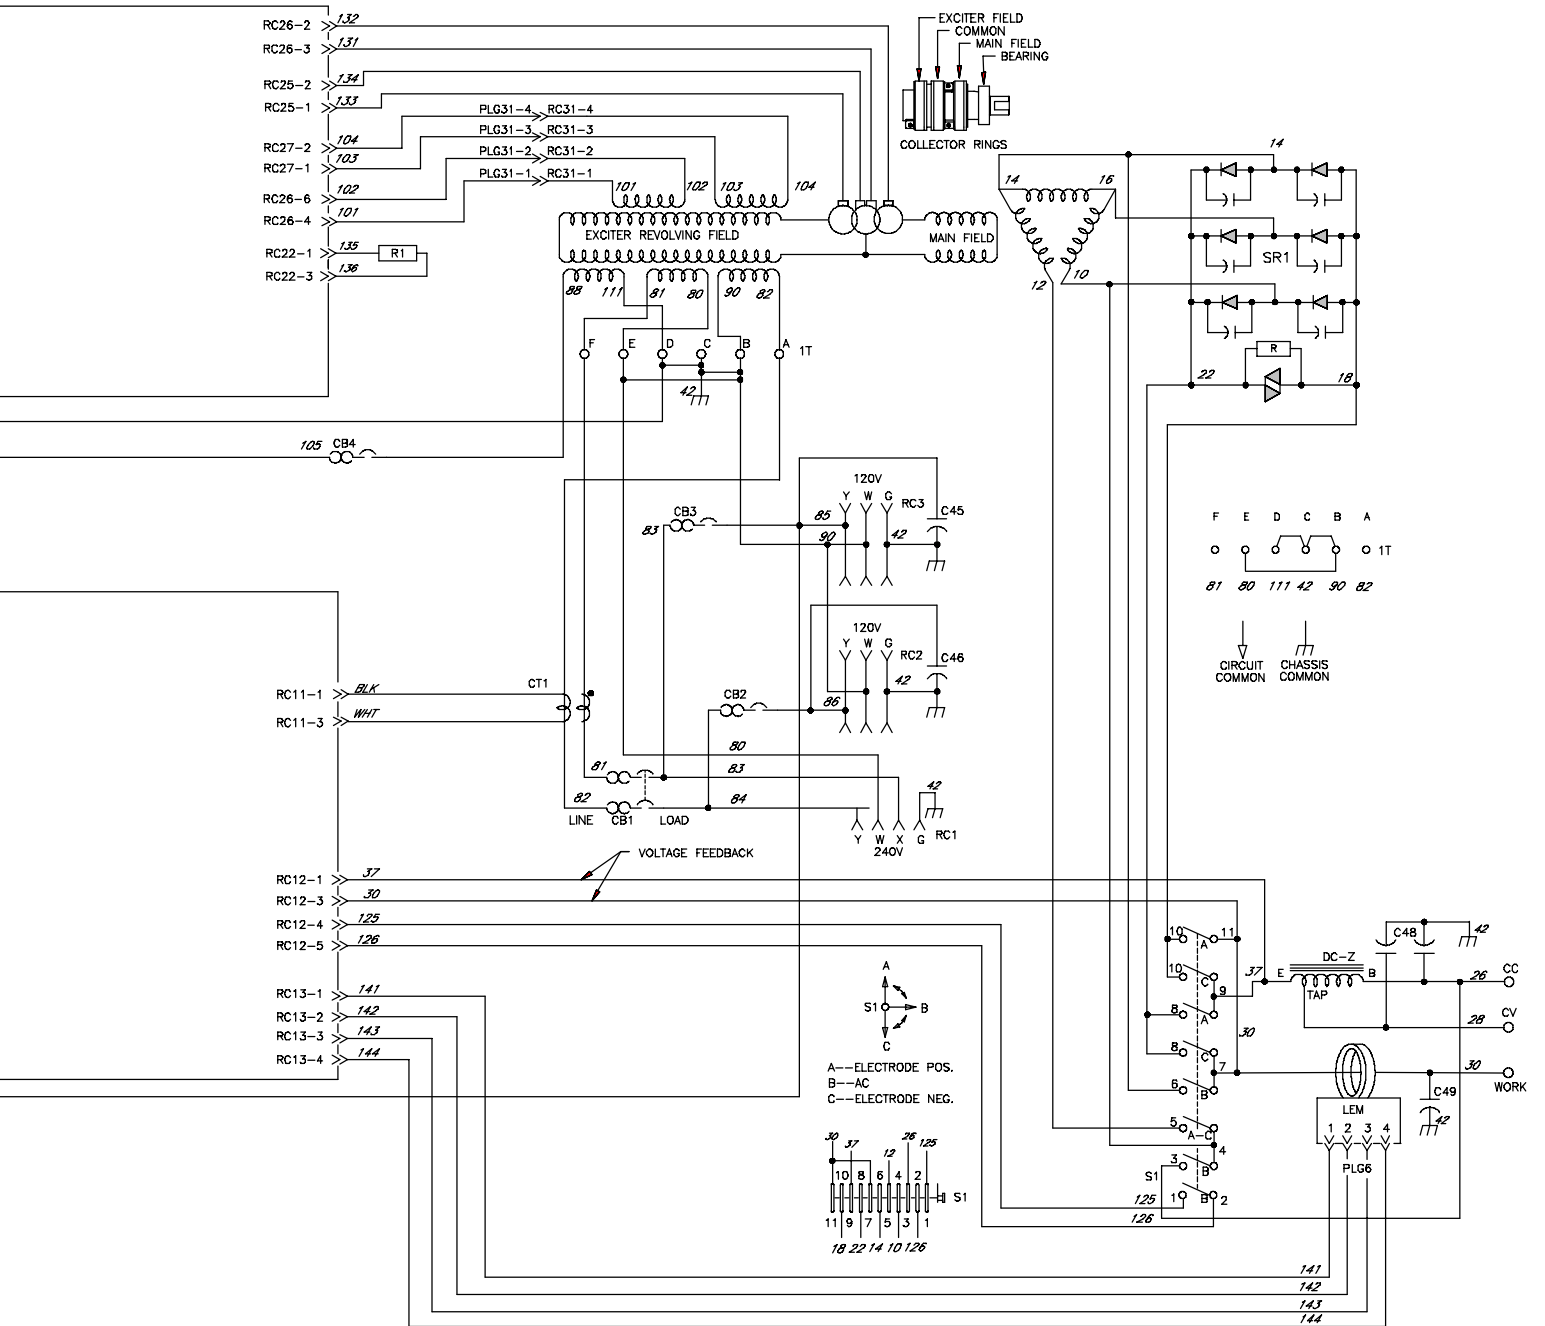 RC26-2 132
RC26-3 131
RC25-2 134
RC25-1 133
RC27-2 104
RC27-1 103
RC26-6 102
RC26-4 101
RC22-1 135
R1
RC22-3 136
PLG31-4 RC31-4
PLG31-3 RC31-3
PLG31-2 RC31-2
PLG31-1 RC31-1
101 102 103 104
EXCITER REVOLVING FIELD
MAIN FIELD
88 111 81 80 90 82
F E D C B A 1T
42
EXCITER FIELD
COMMON
MAIN FIELD
BEARING
COLLECTOR RINGS
14
14 16
12 10
SR1
R
22 18
105 CB4
83 CB3
120V
Y W G RC3
C45
85
90 42
120V
Y W G RC2
C46
42
CB2
86
F E D C B A
1T
81 80 111 42 90 82
CIRCUIT COMMON
CHASSIS COMMON
RC11-1 BLK
RC11-3 WHT
CT1
80
81 83
82 84
LINE CB1 LOAD
42
Y W X G RC1
240V
VOLTAGE FEEDBACK
RC12-1 37
RC12-3 30
RC12-4 125
RC12-5 126
RC13-1 141
RC13-2 142
RC13-3 143
RC13-4 144
A
S1 B
C
A--ELECTRODE POS.
B--AC
C--ELECTRODE NEG.
30 37 12 26 125
10 8 6 4 2
S1
11 9 7 5 3 1
18 22 14 10 126
10 A 11
10 C
9
8 A
30
8 C
7
6 B
5 A-C
4
3 B
S1
1 B 2
125
126
37 E DC-Z B
TAP
C48
42
26 CC
28 CV
30 WORK
C49
42
LEM
1 2 3 4
PLG6
141
142
143
144